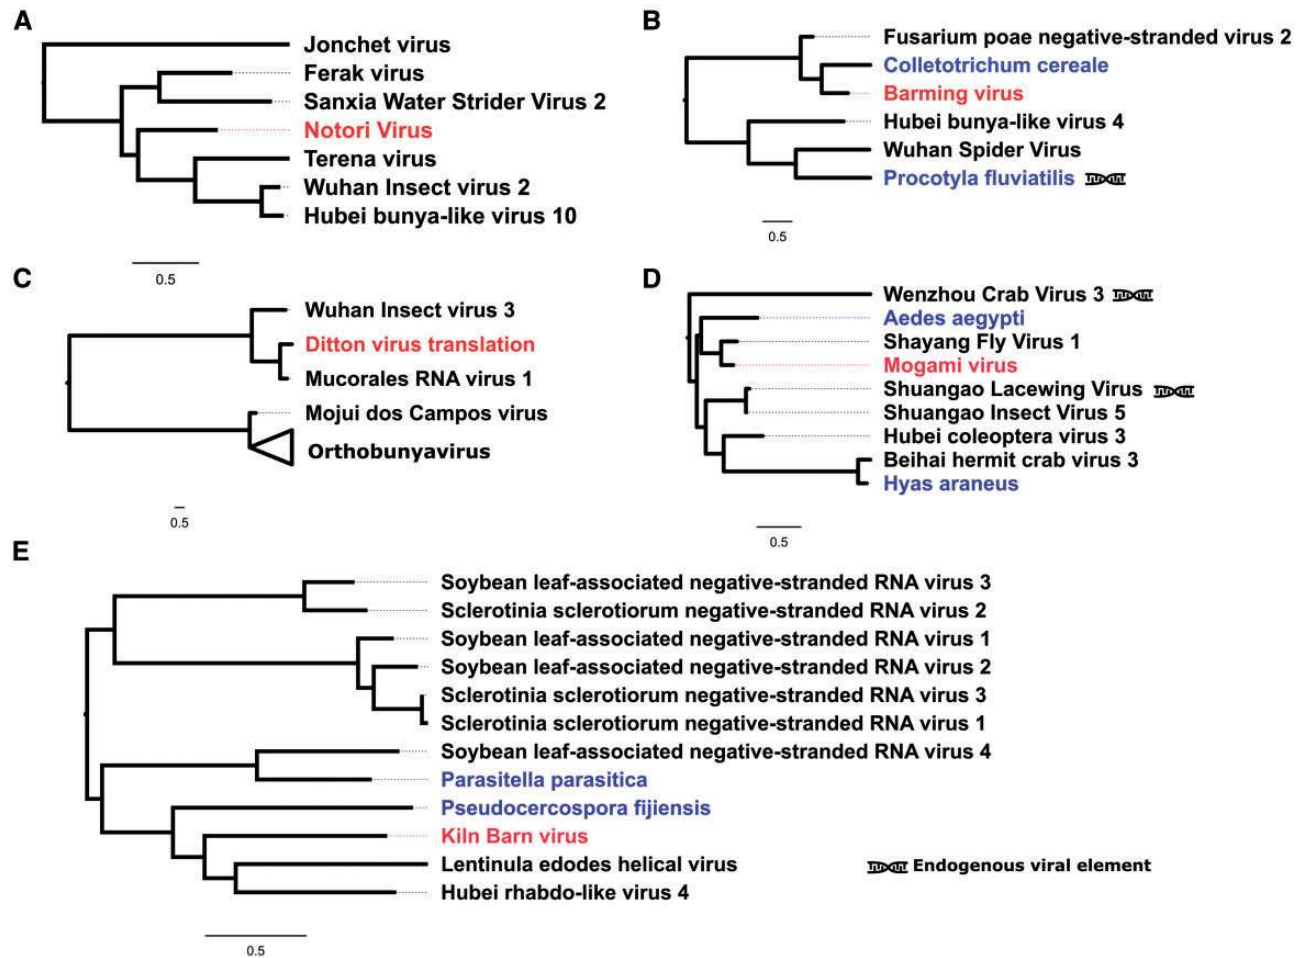 A
Jonchet virus
Ferak virus
Sanxia Water Strider Virus 2
Notori Virus
Terena virus
Wuhan Insect virus 2
Hubei bunya-like virus 10
0.5
B
Fusarium poae negative-stranded virus 2
Colletotrichum cereale
Barming virus
Hubei bunya-like virus 4
Wuhan Spider Virus
Procotyla fluviatilis
0.5
C
Wuhan Insect virus 3
Ditton virus translation
Mucorales RNA virus 1
Mojui dos Campos virus
Orthobunyavirus
0.5
D
Wenzhou Crab Virus 3
Aedes aegypti
Shayang Fly Virus 1
Mogami virus
Shuangao Lacewing Virus
Shuangao Insect Virus 5
Hubei coleoptera virus 3
Beihai hermit crab virus 3
Hyas araneus
0.5
E
Soybean leaf-associated negative-stranded RNA virus 3
Sclerotinia sclerotiorum negative-stranded RNA virus 2
Soybean leaf-associated negative-stranded RNA virus 1
Soybean leaf-associated negative-stranded RNA virus 2
Sclerotinia sclerotiorum negative-stranded RNA virus 3
Sclerotinia sclerotiorum negative-stranded RNA virus 1
Soybean leaf-associated negative-stranded RNA virus 4
Parasitella parasitica
Pseudocercospora fijiensis
Kiln Barn virus
Lentinula edodes helical virus
Hubei rhabdo-like virus 4
Endogenous viral element
0.5